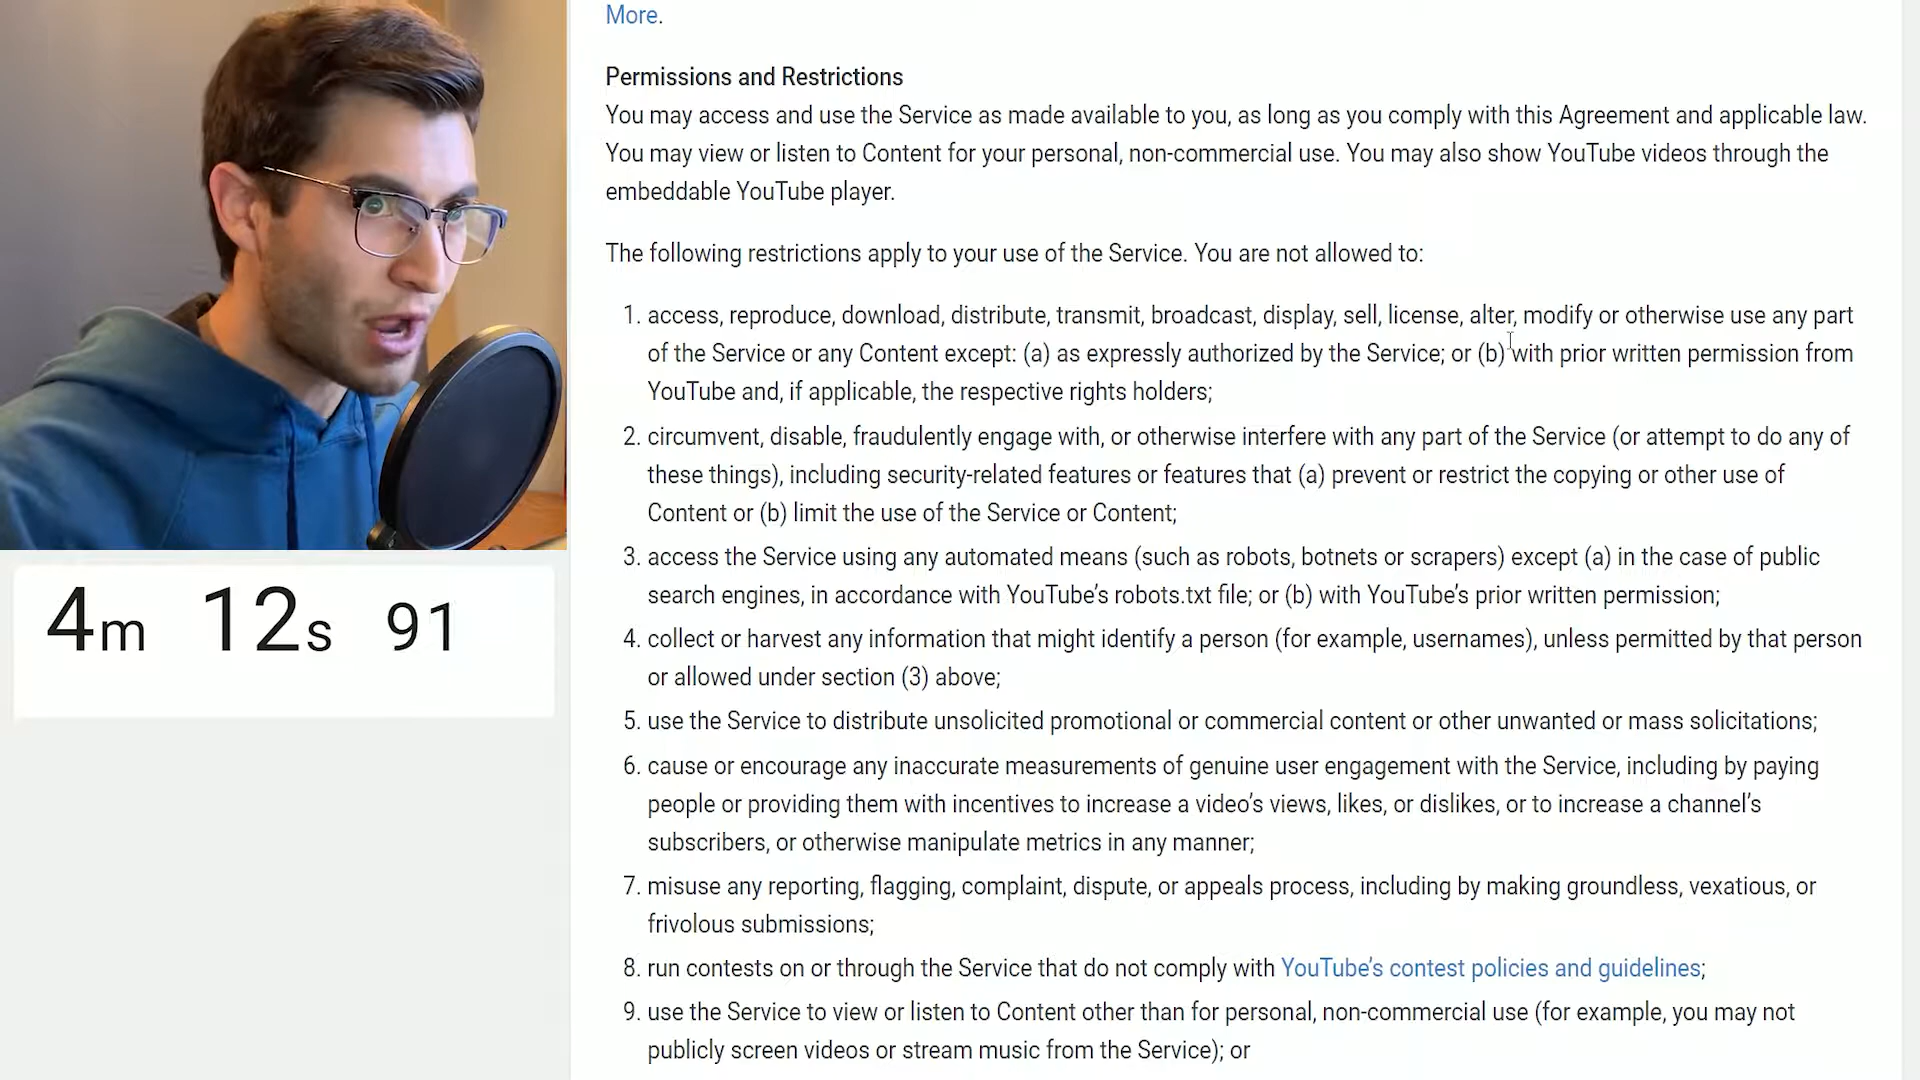 More.
Permissions and Restrictions
You may access and use the Service as made available to you, as long as you comply with this Agreement and applicable law.
You may view or listen to Content for your personal, non-commercial use. You may also show YouTube videos through the
embeddable YouTube player.
The following restrictions apply to your use of the Service. You are not allowed to:
1. access, reproduce, download, distribute, transmit, broadcast, display, sell, license, alter, modify or otherwise use any part
of the Service or any Content except: (a) as expressly authorized by the Service; or (b) with prior written permission from
YouTube and, if applicable, the respective rights holders;
2. circumvent, disable, fraudulently engage with, or otherwise interfere with any part of the Service (or attempt to do any of
these things), including security-related features or features that (a) prevent or restrict the copying or other use of
Content or (b) limit the use of the Service or Content;
3. access the Service using any automated means (such as robots, botnets or scrapers) except (a) in the case of public
search engines, in accordance with YouTube’s robots.txt file; or (b) with YouTube’s prior written permission;
4. collect or harvest any information that might identify a person (for example, usernames), unless permitted by that person
or allowed under section (3) above;
5. use the Service to distribute unsolicited promotional or commercial content or other unwanted or mass solicitations;
6. cause or encourage any inaccurate measurements of genuine user engagement with the Service, including by paying
people or providing them with incentives to increase a video’s views, likes, or dislikes, or to increase a channel’s
subscribers, or otherwise manipulate metrics in any manner;
7. misuse any reporting, flagging, complaint, dispute, or appeals process, including by making groundless, vexatious, or
frivolous submissions;
8. run contests on or through the Service that do not comply with YouTube’s contest policies and guidelines;
9. use the Service to view or listen to Content other than for personal, non-commercial use (for example, you may not
publicly screen videos or stream music from the Service); or
4m 12s 91